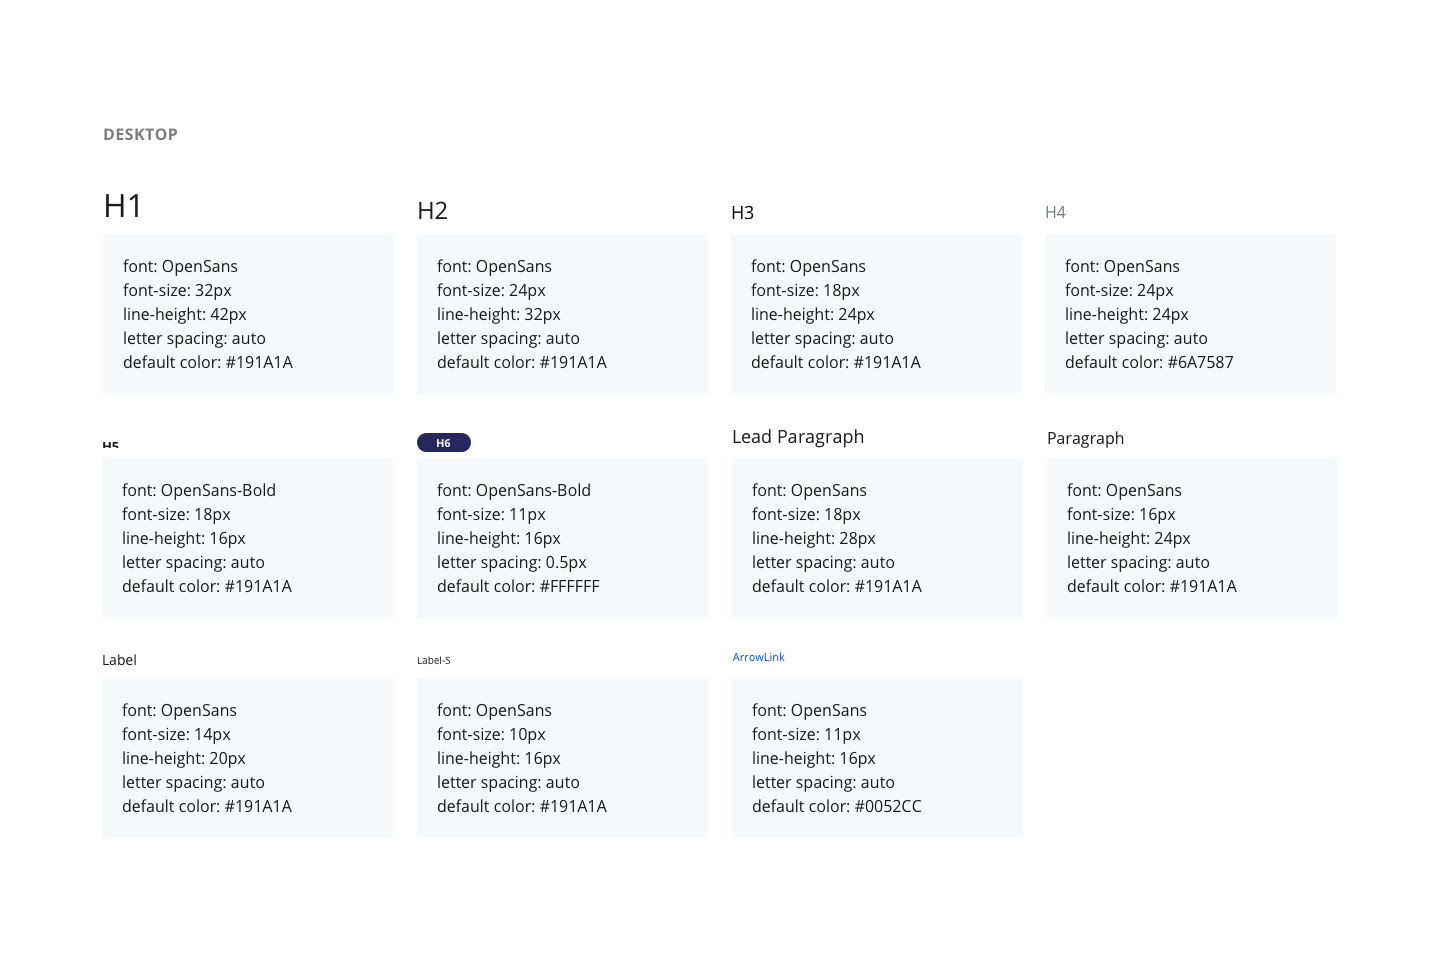 DESKTOP
H1
font: OpenSans
font-size: 32px
line-height: 42px
letter spacing: auto
default color: #191A1A
H2
font: OpenSans
font-size: 24px
line-height: 32px
letter spacing: auto
default color: #191A1A
H3
font: OpenSans
font-size: 18px
line-height: 24px
letter spacing: auto
default color: #191A1A
H4
font: OpenSans
font-size: 24px
line-height: 24px
letter spacing: auto
default color: #6A7587
H5
font: OpenSans-Bold
font-size: 18px
line-height: 16px
letter spacing: auto
default color: #191A1A
H6
font: OpenSans-Bold
font-size: 11px
line-height: 16px
letter spacing: 0.5px
default color: #FFFFFF
Lead Paragraph
font: OpenSans
font-size: 18px
line-height: 28px
letter spacing: auto
default color: #191A1A
Paragraph
font: OpenSans
font-size: 16px
line-height: 24px
letter spacing: auto
default color: #191A1A
Label
font: OpenSans
font-size: 14px
line-height: 20px
letter spacing: auto
default color: #191A1A
Label-S
font: OpenSans
font-size: 10px
line-height: 16px
letter spacing: auto
default color: #191A1A
ArrowLink
font: OpenSans
font-size: 11px
line-height: 16px
letter spacing: auto
default color: #0052CC